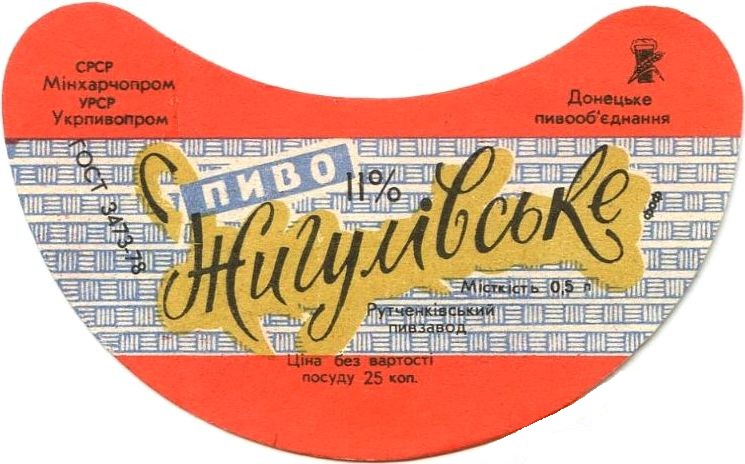 СРСР
Мінхарчопром
УРСР
Укрпивопром
Донецьке
пивооб'єднання
ГОСТ 3473-78
ПИВО
11%
Жигулівське
Місткість 0,5 л
Рутченківський
пивзавод
Ціна без вартості
посуду 25 коп.